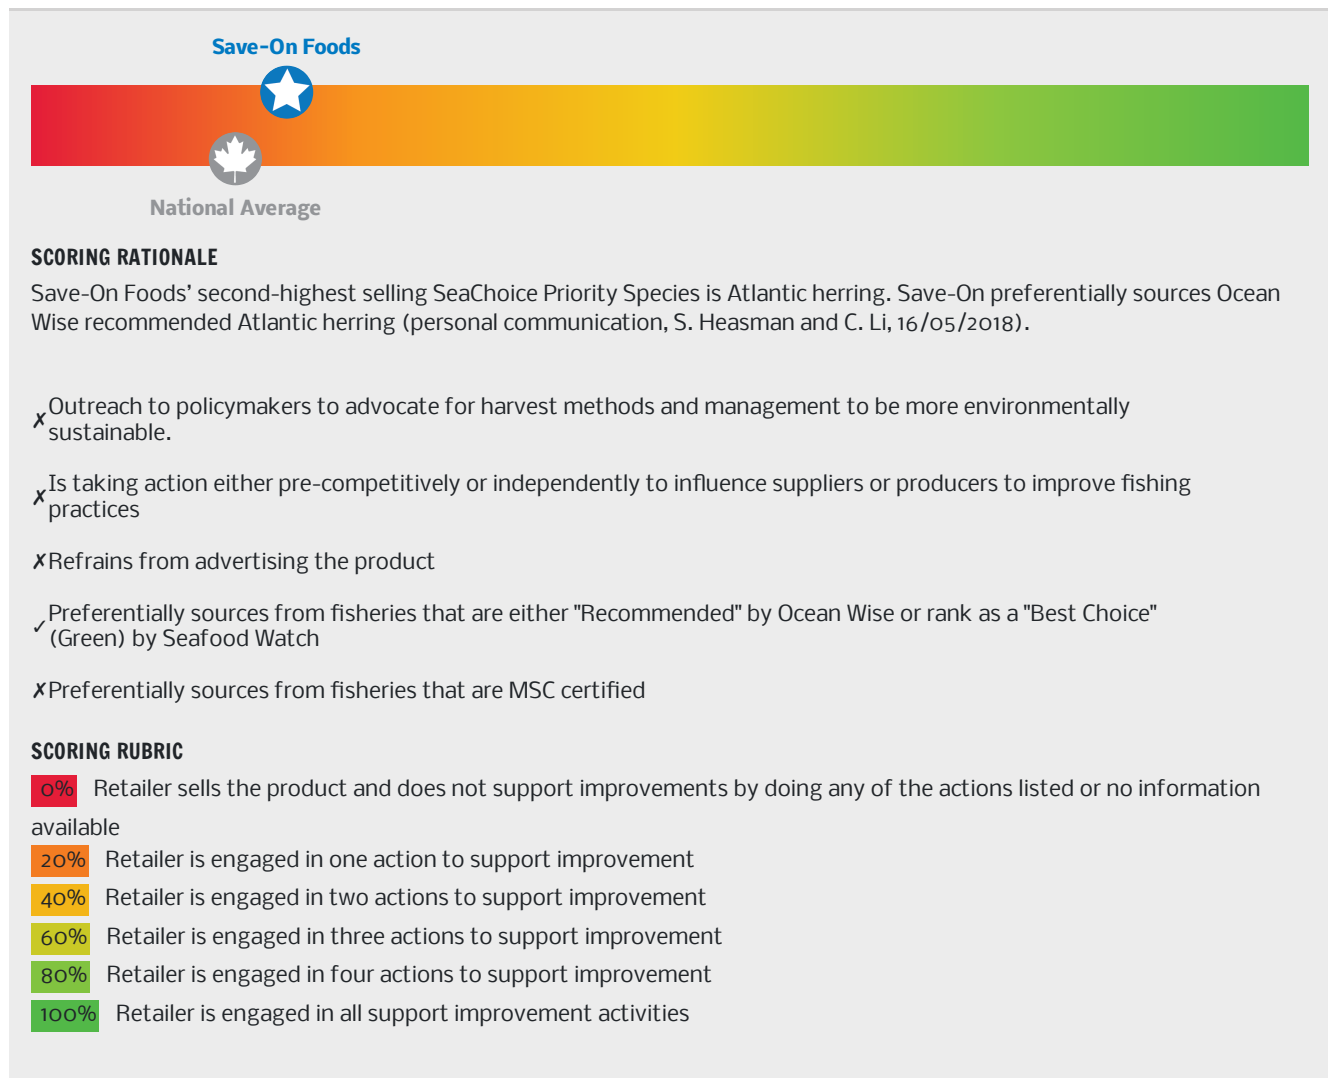 Save-On Foods
National Average
SCORING RATIONALE
Save-On Foods’ second-highest selling SeaChoice Priority Species is Atlantic herring. Save-On preferentially sources Ocean
Wise recommended Atlantic herring (personal communication, S. Heasman and C. Li, 16/05/2018).
✗ Outreach to policymakers to advocate for harvest methods and management to be more environmentally
sustainable.
✗ Is taking action either pre-competitively or independently to influence suppliers or producers to improve fishing
practices
✗ Refrains from advertising the product
✓ Preferentially sources from fisheries that are either "Recommended" by Ocean Wise or rank as a "Best Choice"
(Green) by Seafood Watch
✗ Preferentially sources from fisheries that are MSC certified
SCORING RUBRIC
0% Retailer sells the product and does not support improvements by doing any of the actions listed or no information
available
20% Retailer is engaged in one action to support improvement
40% Retailer is engaged in two actions to support improvement
60% Retailer is engaged in three actions to support improvement
80% Retailer is engaged in four actions to support improvement
100% Retailer is engaged in all support improvement activities